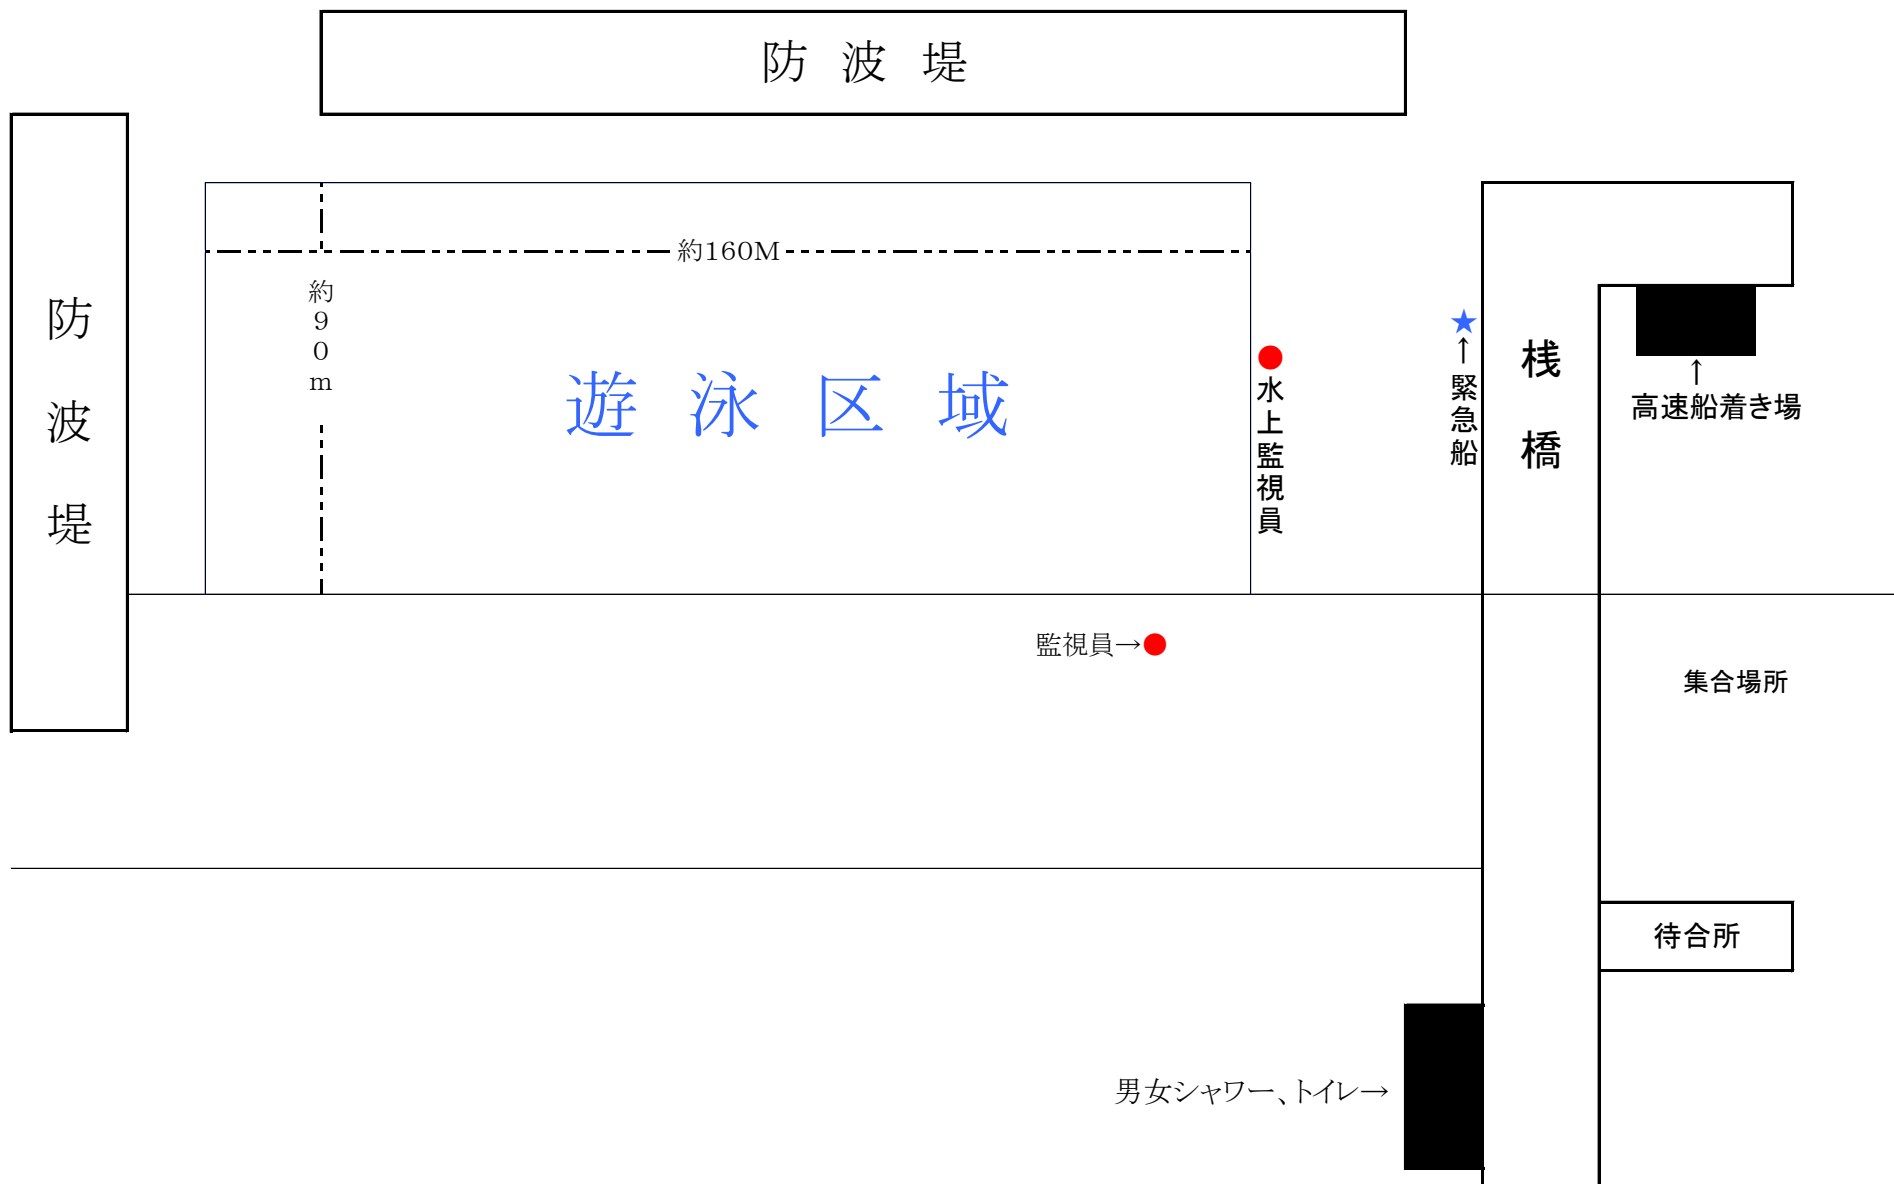 防波堤
防波堤
約160M
約90m
遊泳区域
水上監視員
★
↑緊急船
桟橋
↑
高速船着き場
監視員→
集合場所
待合所
男女シャワー、トイレ→